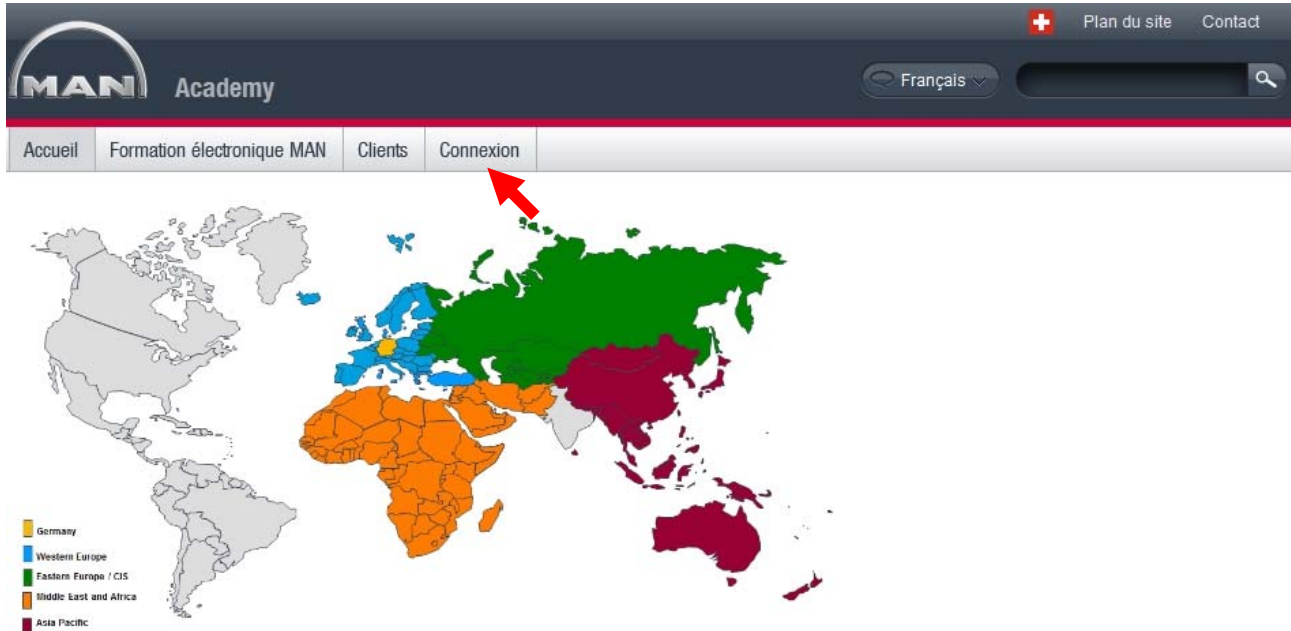 Plan du site Contact
MAN Academy
Français
Accueil Formation électronique MAN Clients Connexion
Germany
Western Europe
Eastern Europe / CIS
Middle East and Africa
Asia Pacific